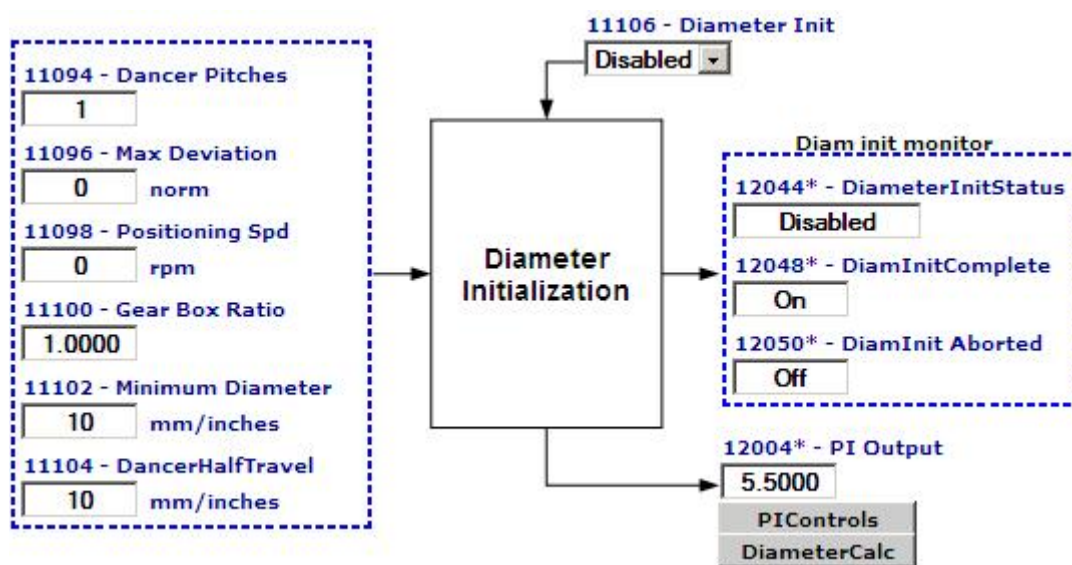 11106 - Diameter Init
Disabled
11094 - Dancer Pitches
1
11096 - Max Deviation
0 norm
11098 - Positioning Spd
0 rpm
11100 - Gear Box Ratio
1.0000
11102 - Minimum Diameter
10 mm/inches
11104 - DancerHalfTravel
10 mm/inches
Diameter
Initialization
Diam init monitor
12044* - DiameterInitStatus
Disabled
12048* - DiamInitComplete
On
12050* - DiamInit Aborted
Off
12004* - PI Output
5.5000
PIControls
DiameterCalc